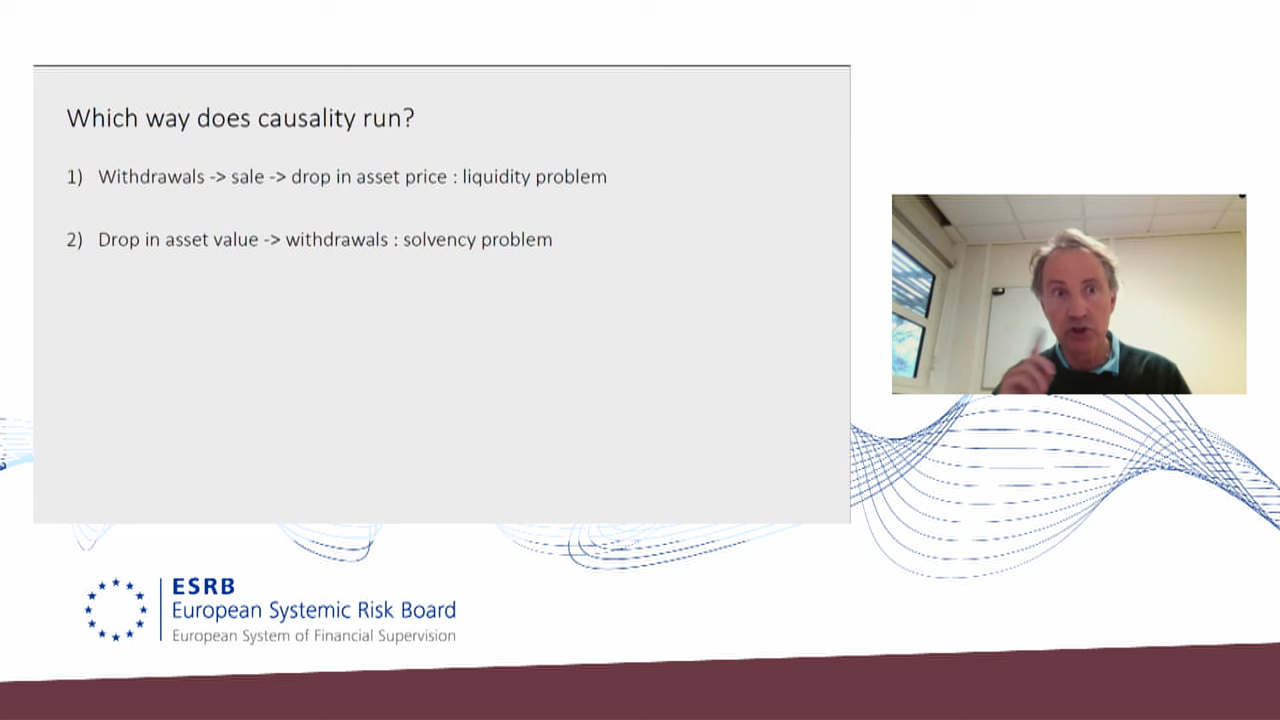 Which way does causality run?
1) Withdrawals -> sale -> drop in asset price : liquidity problem
2) Drop in asset value -> withdrawals : solvency problem
ESRB
European Systemic Risk Board
European System of Financial Supervision